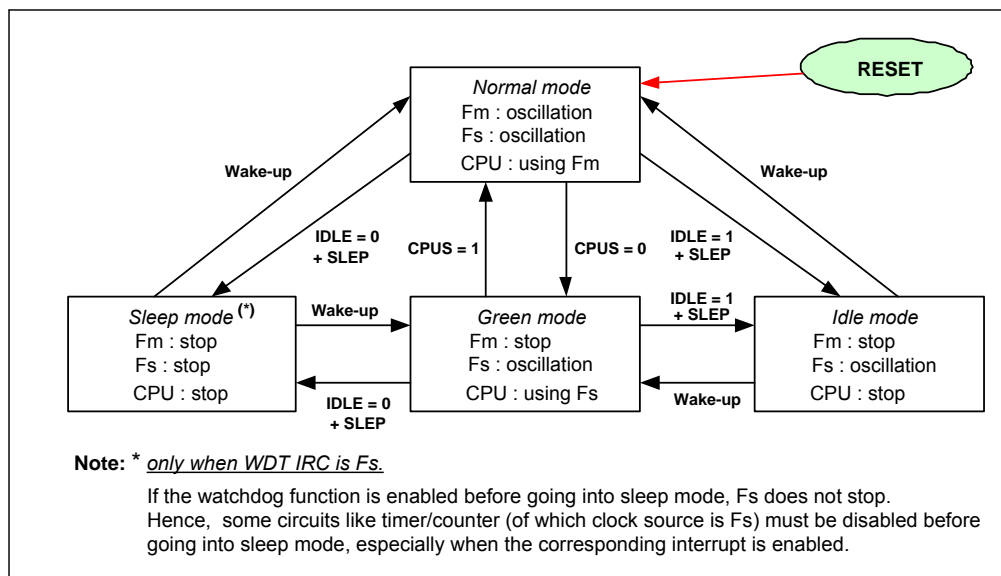 RESET
Normal mode
Fm : oscillation
Fs : oscillation
CPU : using Fm
Wake-up
Wake-up
IDLE = 0
+ SLEP
CPUS = 1
CPUS = 0
IDLE = 1
+ SLEP
Sleep mode (*)
Fm : stop
Fs : stop
CPU : stop
Wake-up
IDLE = 0
+ SLEP
Green mode
Fm : stop
Fs : oscillation
CPU : using Fs
IDLE = 1
+ SLEP
Wake-up
Idle mode
Fm : stop
Fs : oscillation
CPU : stop
Note: * only when WDT IRC is Fs.
If the watchdog function is enabled before going into sleep mode, Fs does not stop.
Hence, some circuits like timer/counter (of which clock source is Fs) must be disabled before
going into sleep mode, especially when the corresponding interrupt is enabled.